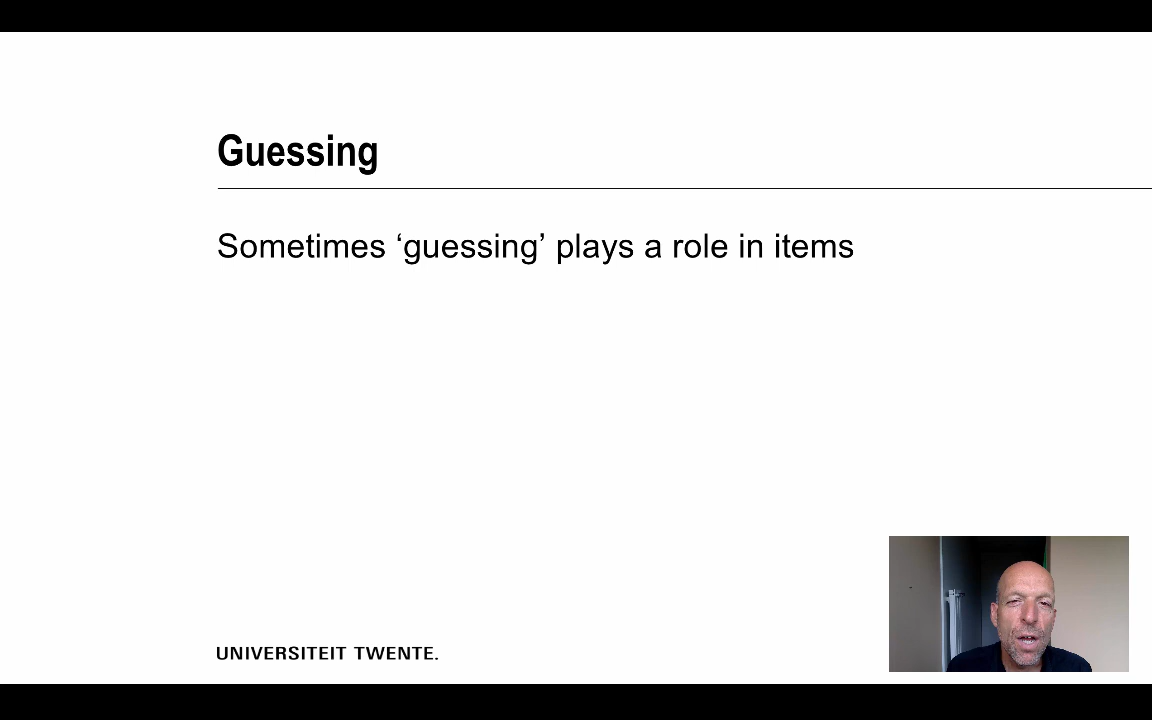 Guessing
Sometimes ‘guessing’ plays a role in items
UNIVERSITEIT TWENTE.